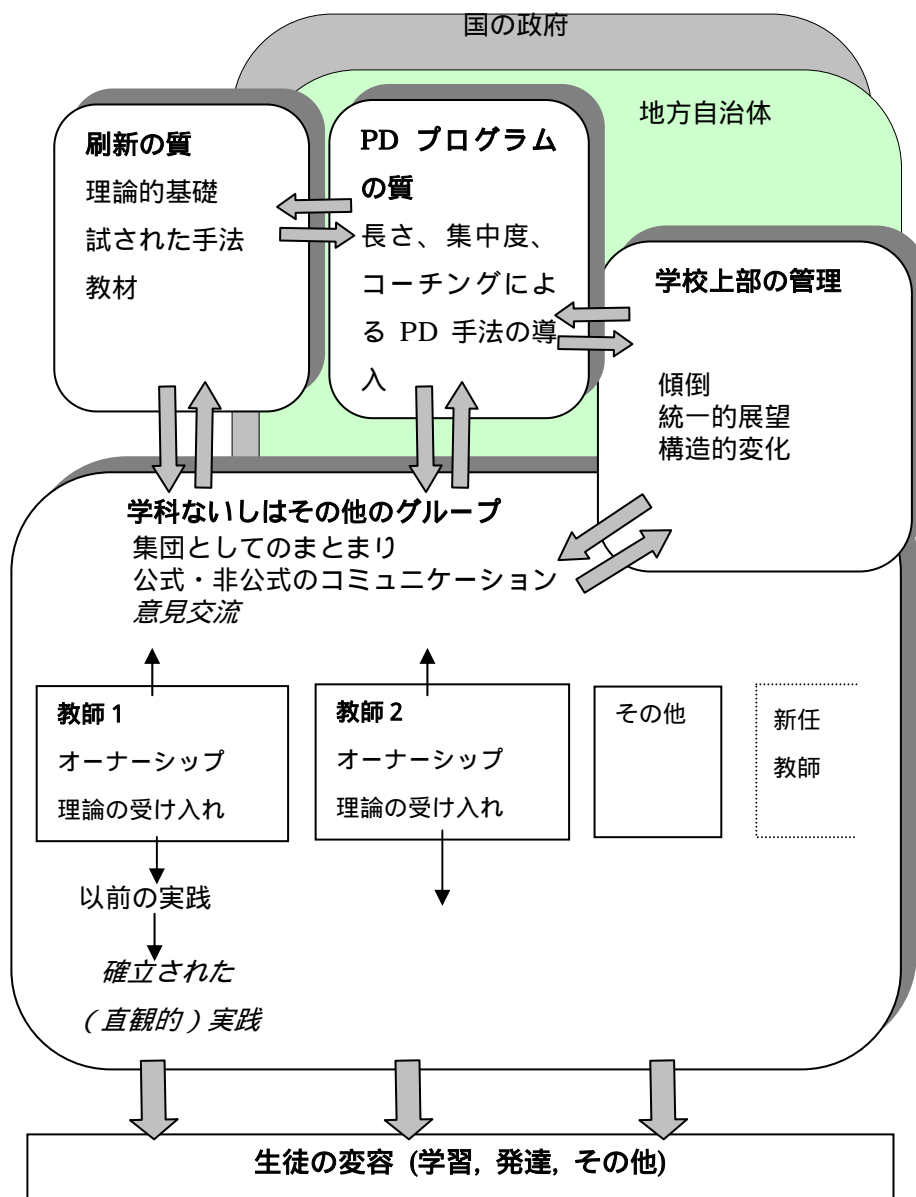 国の政府
地方自治体
刷新の質
理論的基礎
試された手法
教材
PD プログラム
の質
長さ、集中度、
コーチングによ
る PD 手法の導
入
学校上部の管理
傾倒
統一的展望
構造的変化
学科ないしはその他のグループ
集団としてのまとまり
公式・非公式のコミュニケーション
意見交流
教師1
オーナーシップ
理論の受け入れ
教師2
オーナーシップ
理論の受け入れ
その他
新任
教師
以前の実践
確立された
(直観的)実践
生徒の変容 (学習, 発達, その他)